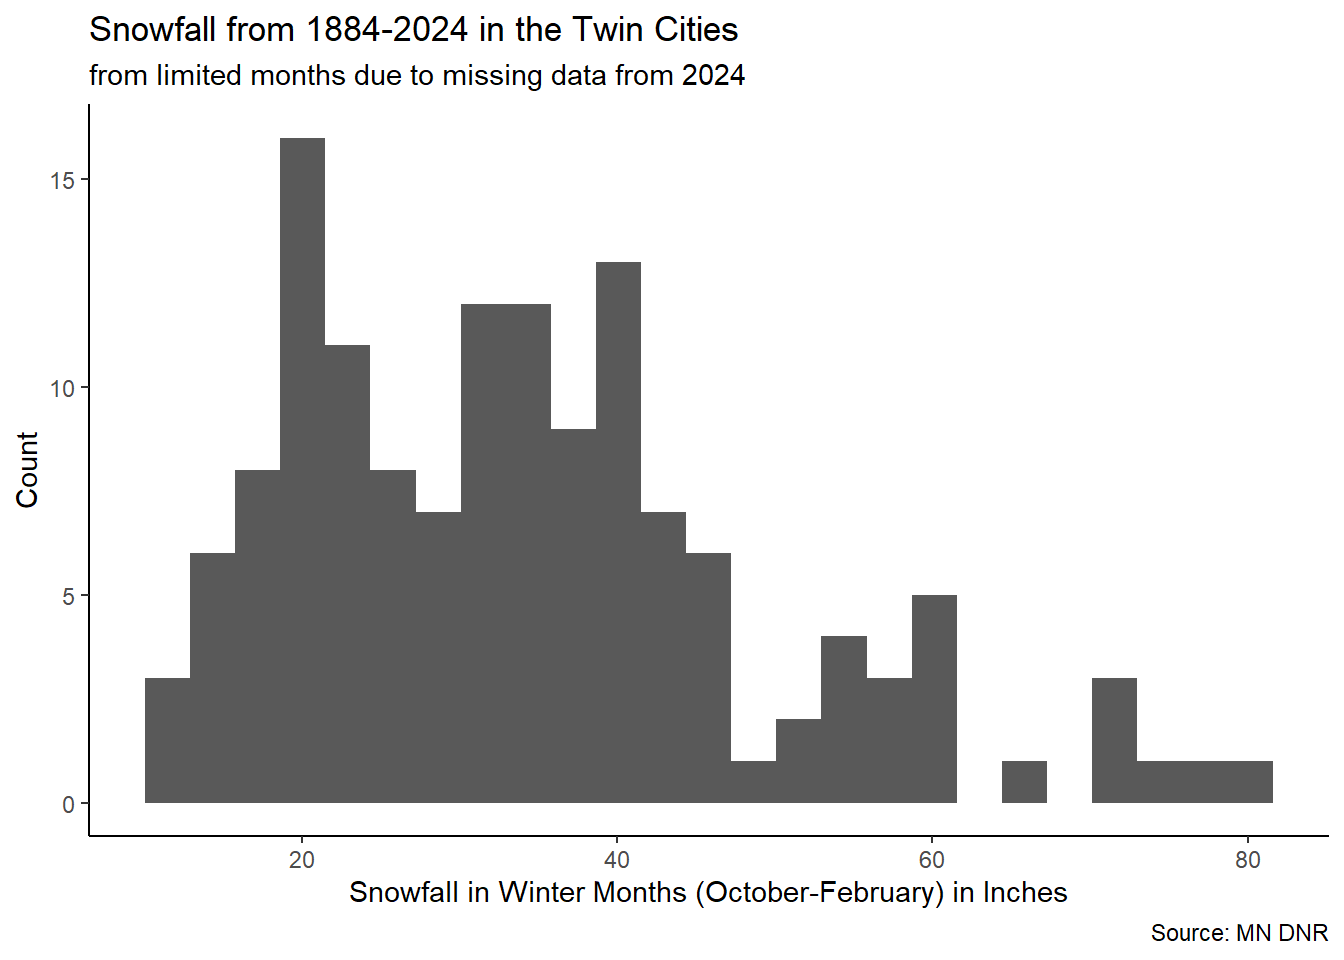 Snowfall from 1884-2024 in the Twin Cities
from limited months due to missing data from 2024
15
10
5
0
Count
20 40 60 80
Snowfall in Winter Months (October-February) in Inches
Source: MN DNR